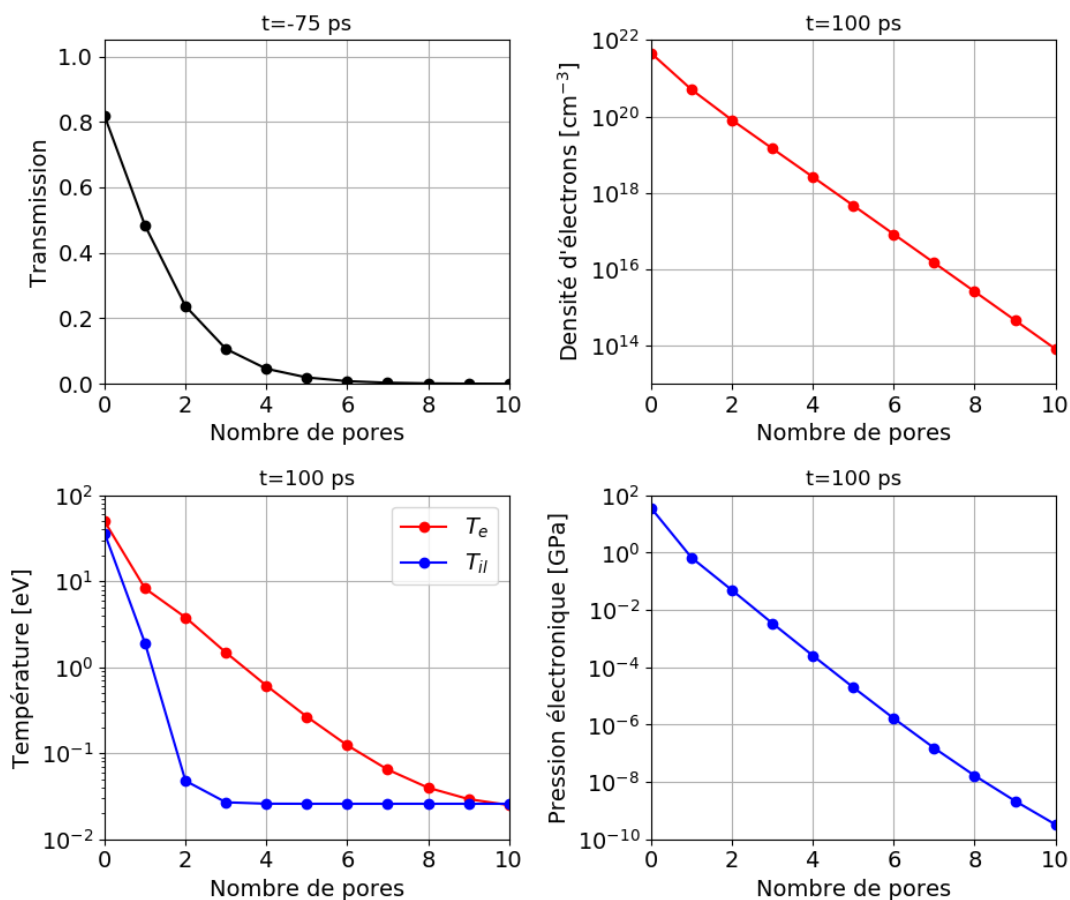 t=-75 ps
1.0
0.8
0.6
0.4
0.2
0.0
Transmission
0 2 4 6 8 10
Nombre de pores
t=100 ps
10^22
10^20
10^18
10^16
10^14
Densité d'électrons [cm^−3]
0 2 4 6 8 10
Nombre de pores
t=100 ps
10^2
10^1
10^0
10^−1
10^−2
Température [eV]
T_e
T_il
0 2 4 6 8 10
Nombre de pores
t=100 ps
10^2
10^0
10^−2
10^−4
10^−6
10^−8
10^−10
Pression électronique [GPa]
0 2 4 6 8 10
Nombre de pores